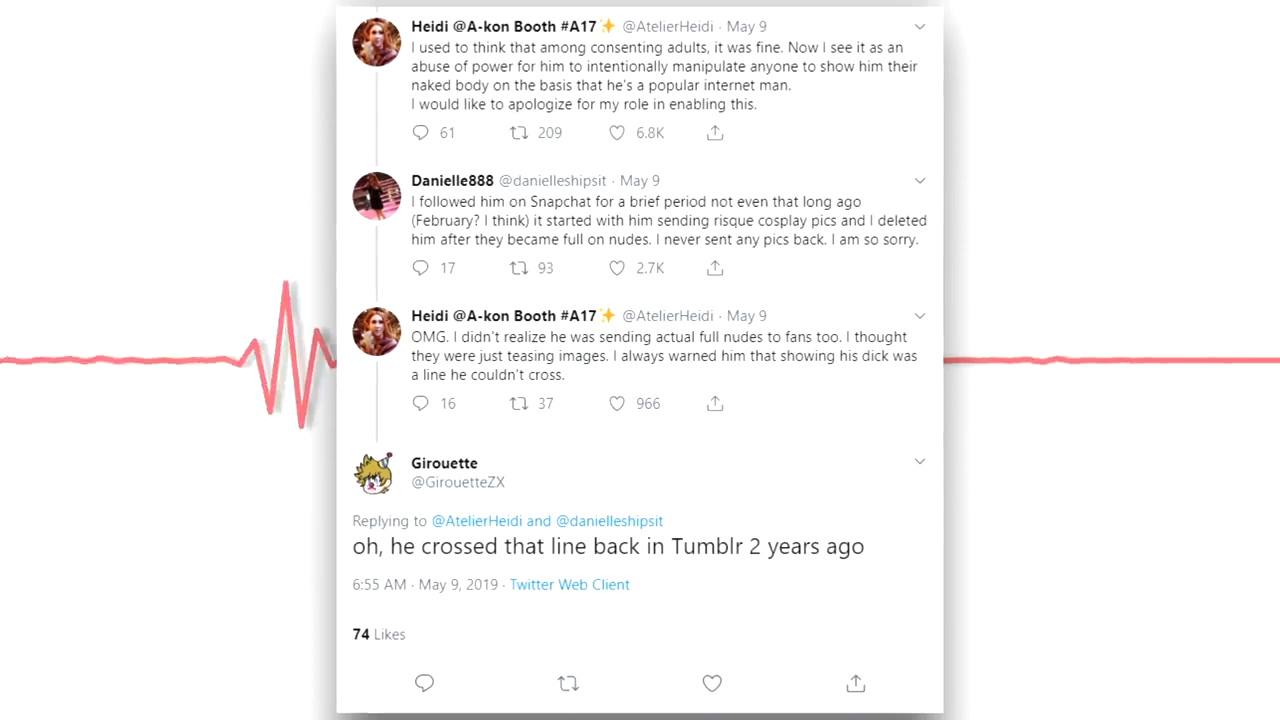 Heidi @A-kon Booth #A17✨ @AtelierHeidi · May 9
I used to think that among consenting adults, it was fine. Now I see it as an
abuse of power for him to intentionally manipulate anyone to show him their
naked body on the basis that he's a popular internet man.
I would like to apologize for my role in enabling this.
61 209 6.8K
Danielle888 @danielleshipsit · May 9
I followed him on Snapchat for a brief period not even that long ago
(February? I think) it started with him sending risque cosplay pics and I deleted
him after they became full on nudes. I never sent any pics back. I am so sorry.
17 93 2.7K
Heidi @A-kon Booth #A17✨ @AtelierHeidi · May 9
OMG. I didn't realize he was sending actual full nudes to fans too. I thought
they were just teasing images. I always warned him that showing his dick was
a line he couldn't cross.
16 37 966
Girouette
@GirouetteZX
Replying to @AtelierHeidi and @danielleshipsit
oh, he crossed that line back in Tumblr 2 years ago
6:55 AM · May 9, 2019 · Twitter Web Client
74 Likes